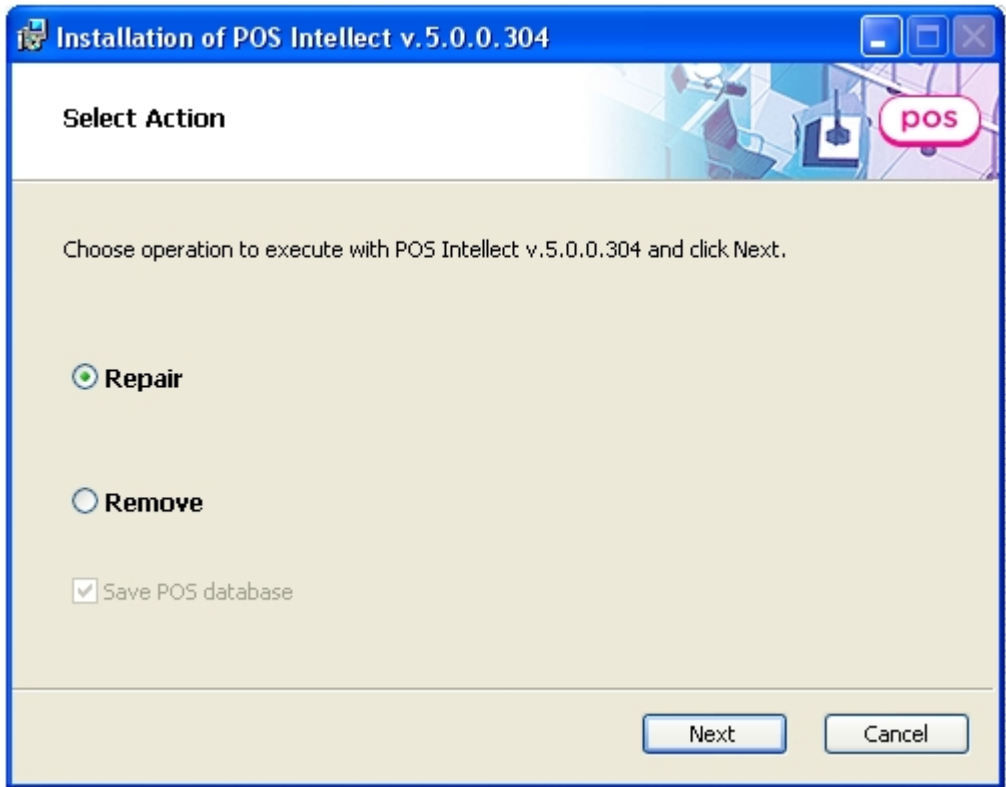 Installation of POS Intellect v.5.0.0.304
Select Action
pos
Choose operation to execute with POS Intellect v.5.0.0.304 and click Next.
Repair
Remove
Save POS database
Next
Cancel